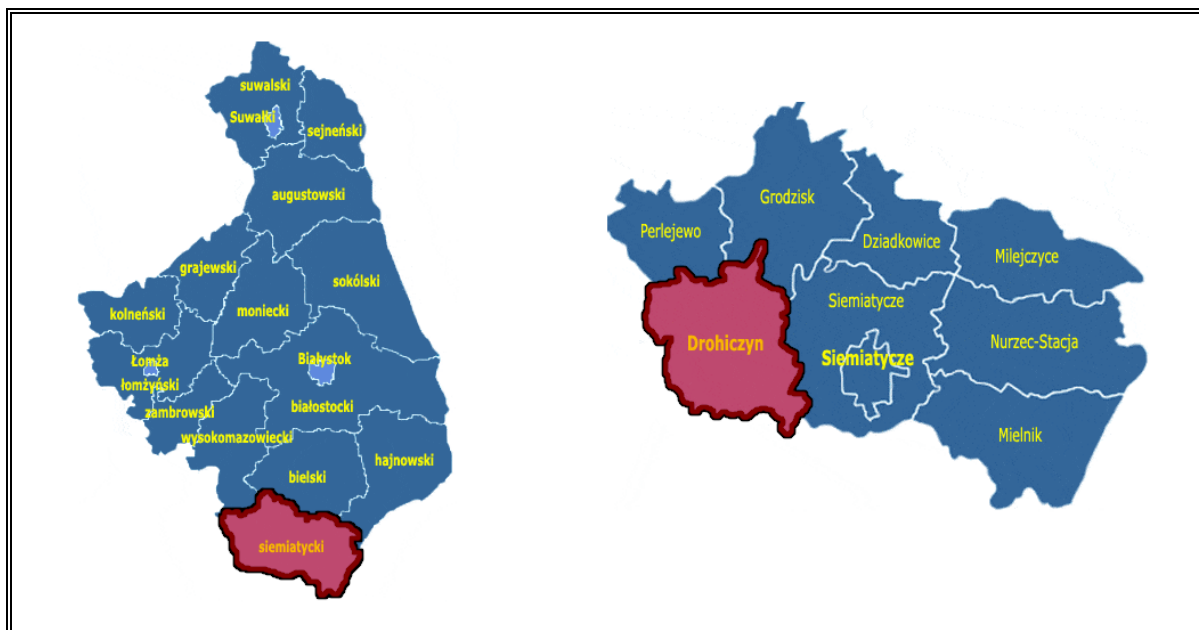 suwalski
Suwałki
sejneński
augustowski
grajewski
sokólski
kolneński
moniecki
Łomża
Białystok
łomżyński
zambrowski
białostocki
wysokomazowiecki
hajnowski
bielski
siemiatycki
Grodzisk
Perlejewo
Dziadkowice
Milejczyce
Siemiatycze
Drohiczyn
Nurzec-Stacja
Siemiatycze
Mielnik